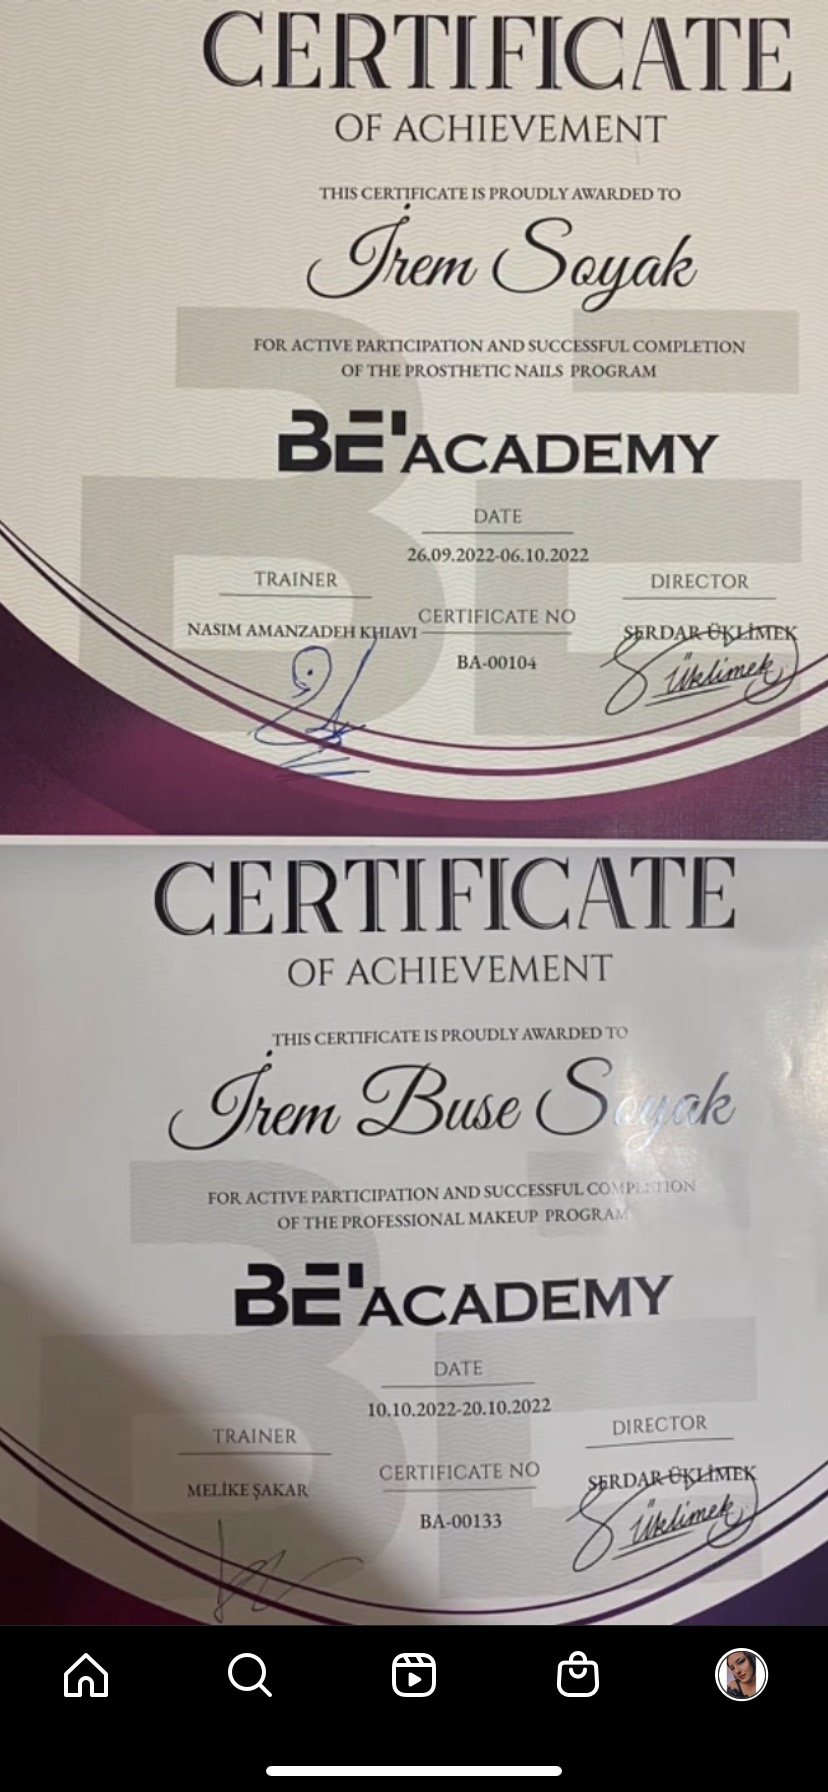 CERTIFICATE
OF ACHIEVEMENT
THIS CERTIFICATE IS PROUDLY AWARDED TO
İrem Soyak
FOR ACTIVE PARTICIPATION AND SUCCESSFUL COMPLETION
OF THE PROSTHETIC NAILS PROGRAM
BE'ACADEMY
DATE
26.09.2022-06.10.2022
TRAINER
NASIM AMANZADEH KHIAVI
CERTIFICATE NO
BA-00104
DIRECTOR
SERDAR ÜKLİMEK
Üklimek
CERTIFICATE
OF ACHIEVEMENT
THIS CERTIFICATE IS PROUDLY AWARDED TO
İrem Buse Soyak
FOR ACTIVE PARTICIPATION AND SUCCESSFUL COMPLETION
OF THE PROFESSIONAL MAKEUP PROGRAM
BE'ACADEMY
DATE
10.10.2022-20.10.2022
TRAINER
MELİKE ŞAKAR
CERTIFICATE NO
BA-00133
DIRECTOR
SERDAR ÜKLİMEK
Üklimek